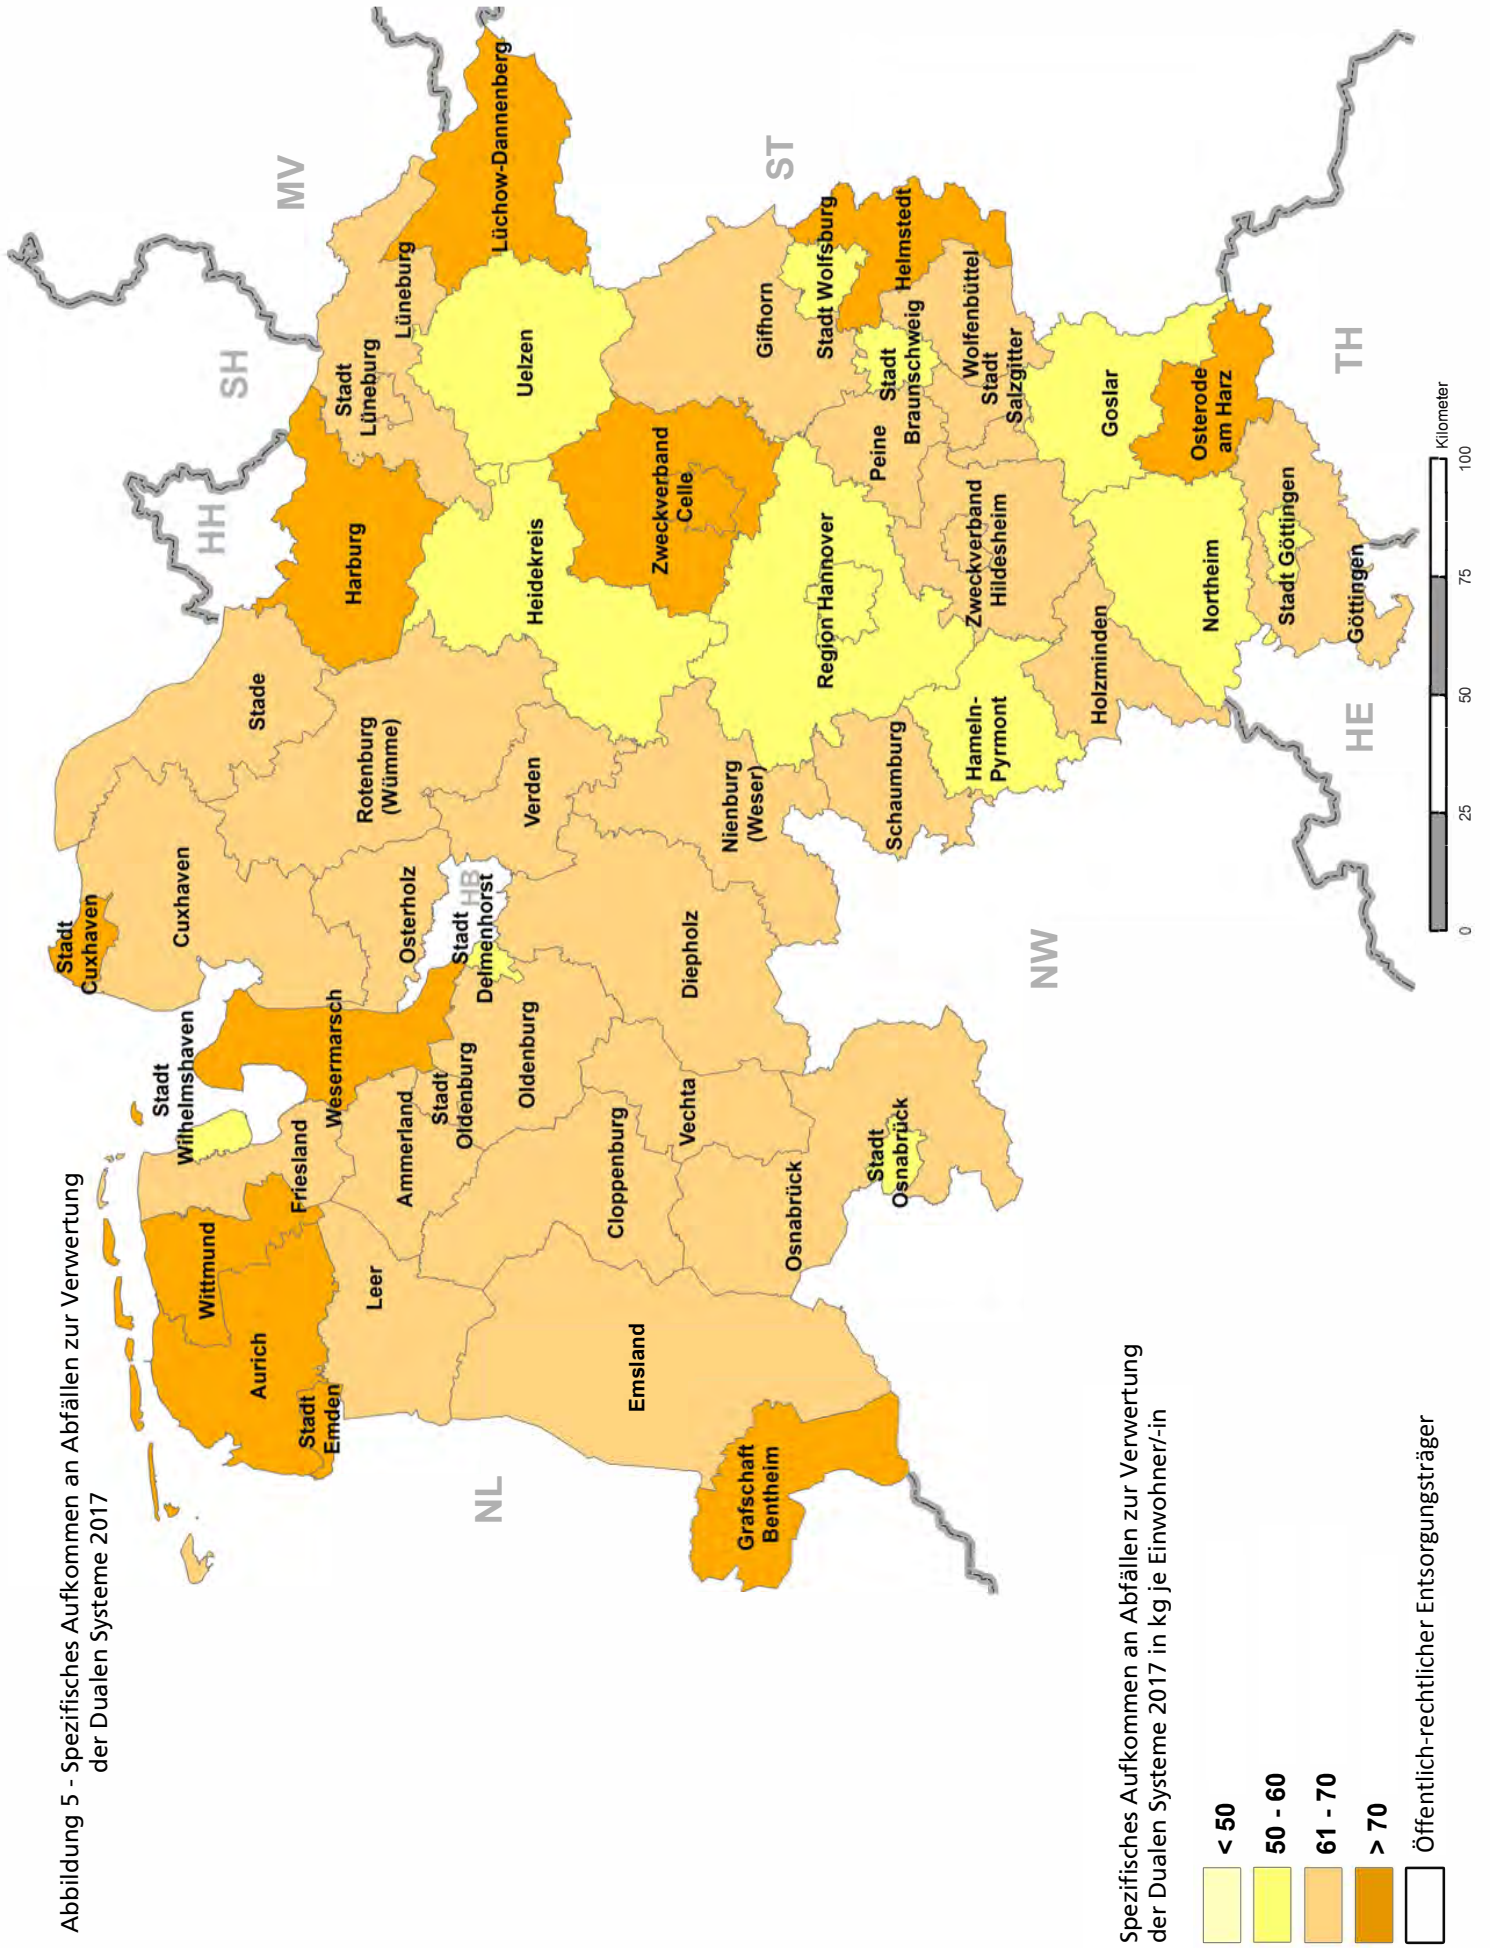 Abbildung 5 - Spezifisches Aufkommen an Abfällen zur Verwertung
der Dualen Systeme 2017
Stadt
Cuxhaven
Cuxhaven
Stade
Stadt
Wilhelmshaven
Wittmund
Aurich
Stadt
Emden
Friesland
Wesermarsch
Osterholz
Rotenburg
(Wümme)
Harburg
Stadt
Lüneburg
Lüneburg
Lüchow-Dannenberg
Leer
Ammerland
Stadt
Oldenburg
Oldenburg
Stadt
Delmenhorst
HB
Verden
Heidekreis
Uelzen
Emsland
Cloppenburg
Vechta
Diepholz
Nienburg
(Weser)
Zweckverband
Celle
Gifhorn
Grafschaft
Bentheim
Osnabrück
Stadt
Osnabrück
Schaumburg
Region Hannover
Peine
Stadt
Braunschweig
Stadt Wolfsburg
Helmstedt
Wolfenbüttel
Stadt
Salzgitter
Hameln-
Pyrmont
Zweckverband
Hildesheim
Holzminden
Goslar
Northeim
Osterode
am Harz
Stadt Göttingen
Göttingen
NL
HH
SH
MV
ST
NW
HE
TH
Spezifisches Aufkommen an Abfällen zur Verwertung
der Dualen Systeme 2017 in kg je Einwohner/-in
< 50
50 - 60
61 - 70
> 70
Öffentlich-rechtlicher Entsorgungsträger
0 25 50 75 100
Kilometer